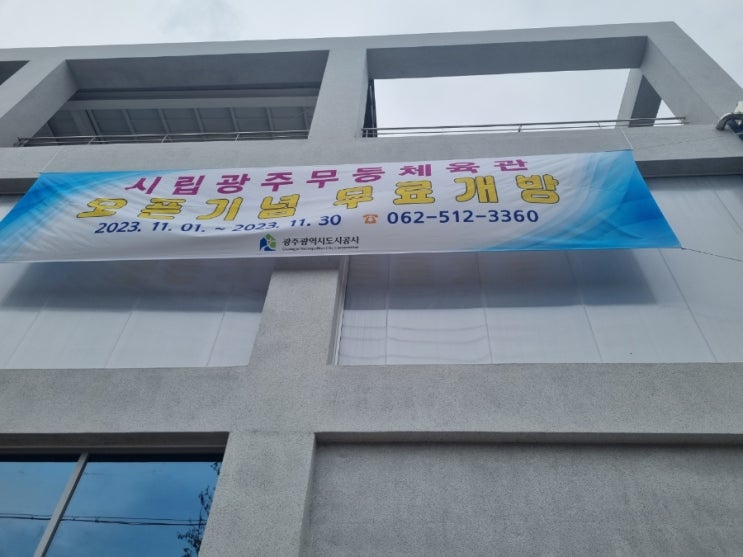 시립광주무등체육관
오픈기념 무료개방
2023. 11. 01. ~ 2023. 11. 30 ☎ 062-512-3360
광주광역시도시공사